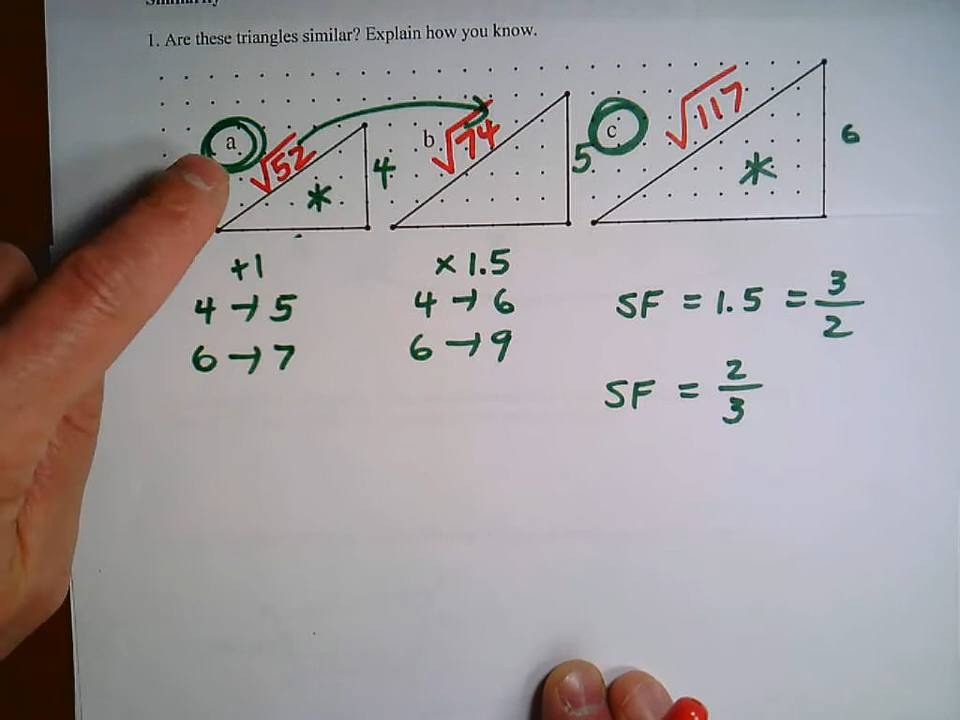 Similarity
1. Are these triangles similar? Explain how you know.
a √52 4 b √74 5 c √117 6
* *
+1 × 1.5
4 → 5 4 → 6 SF = 1.5 = 3/2
6 → 7 6 → 9
SF = 2/3